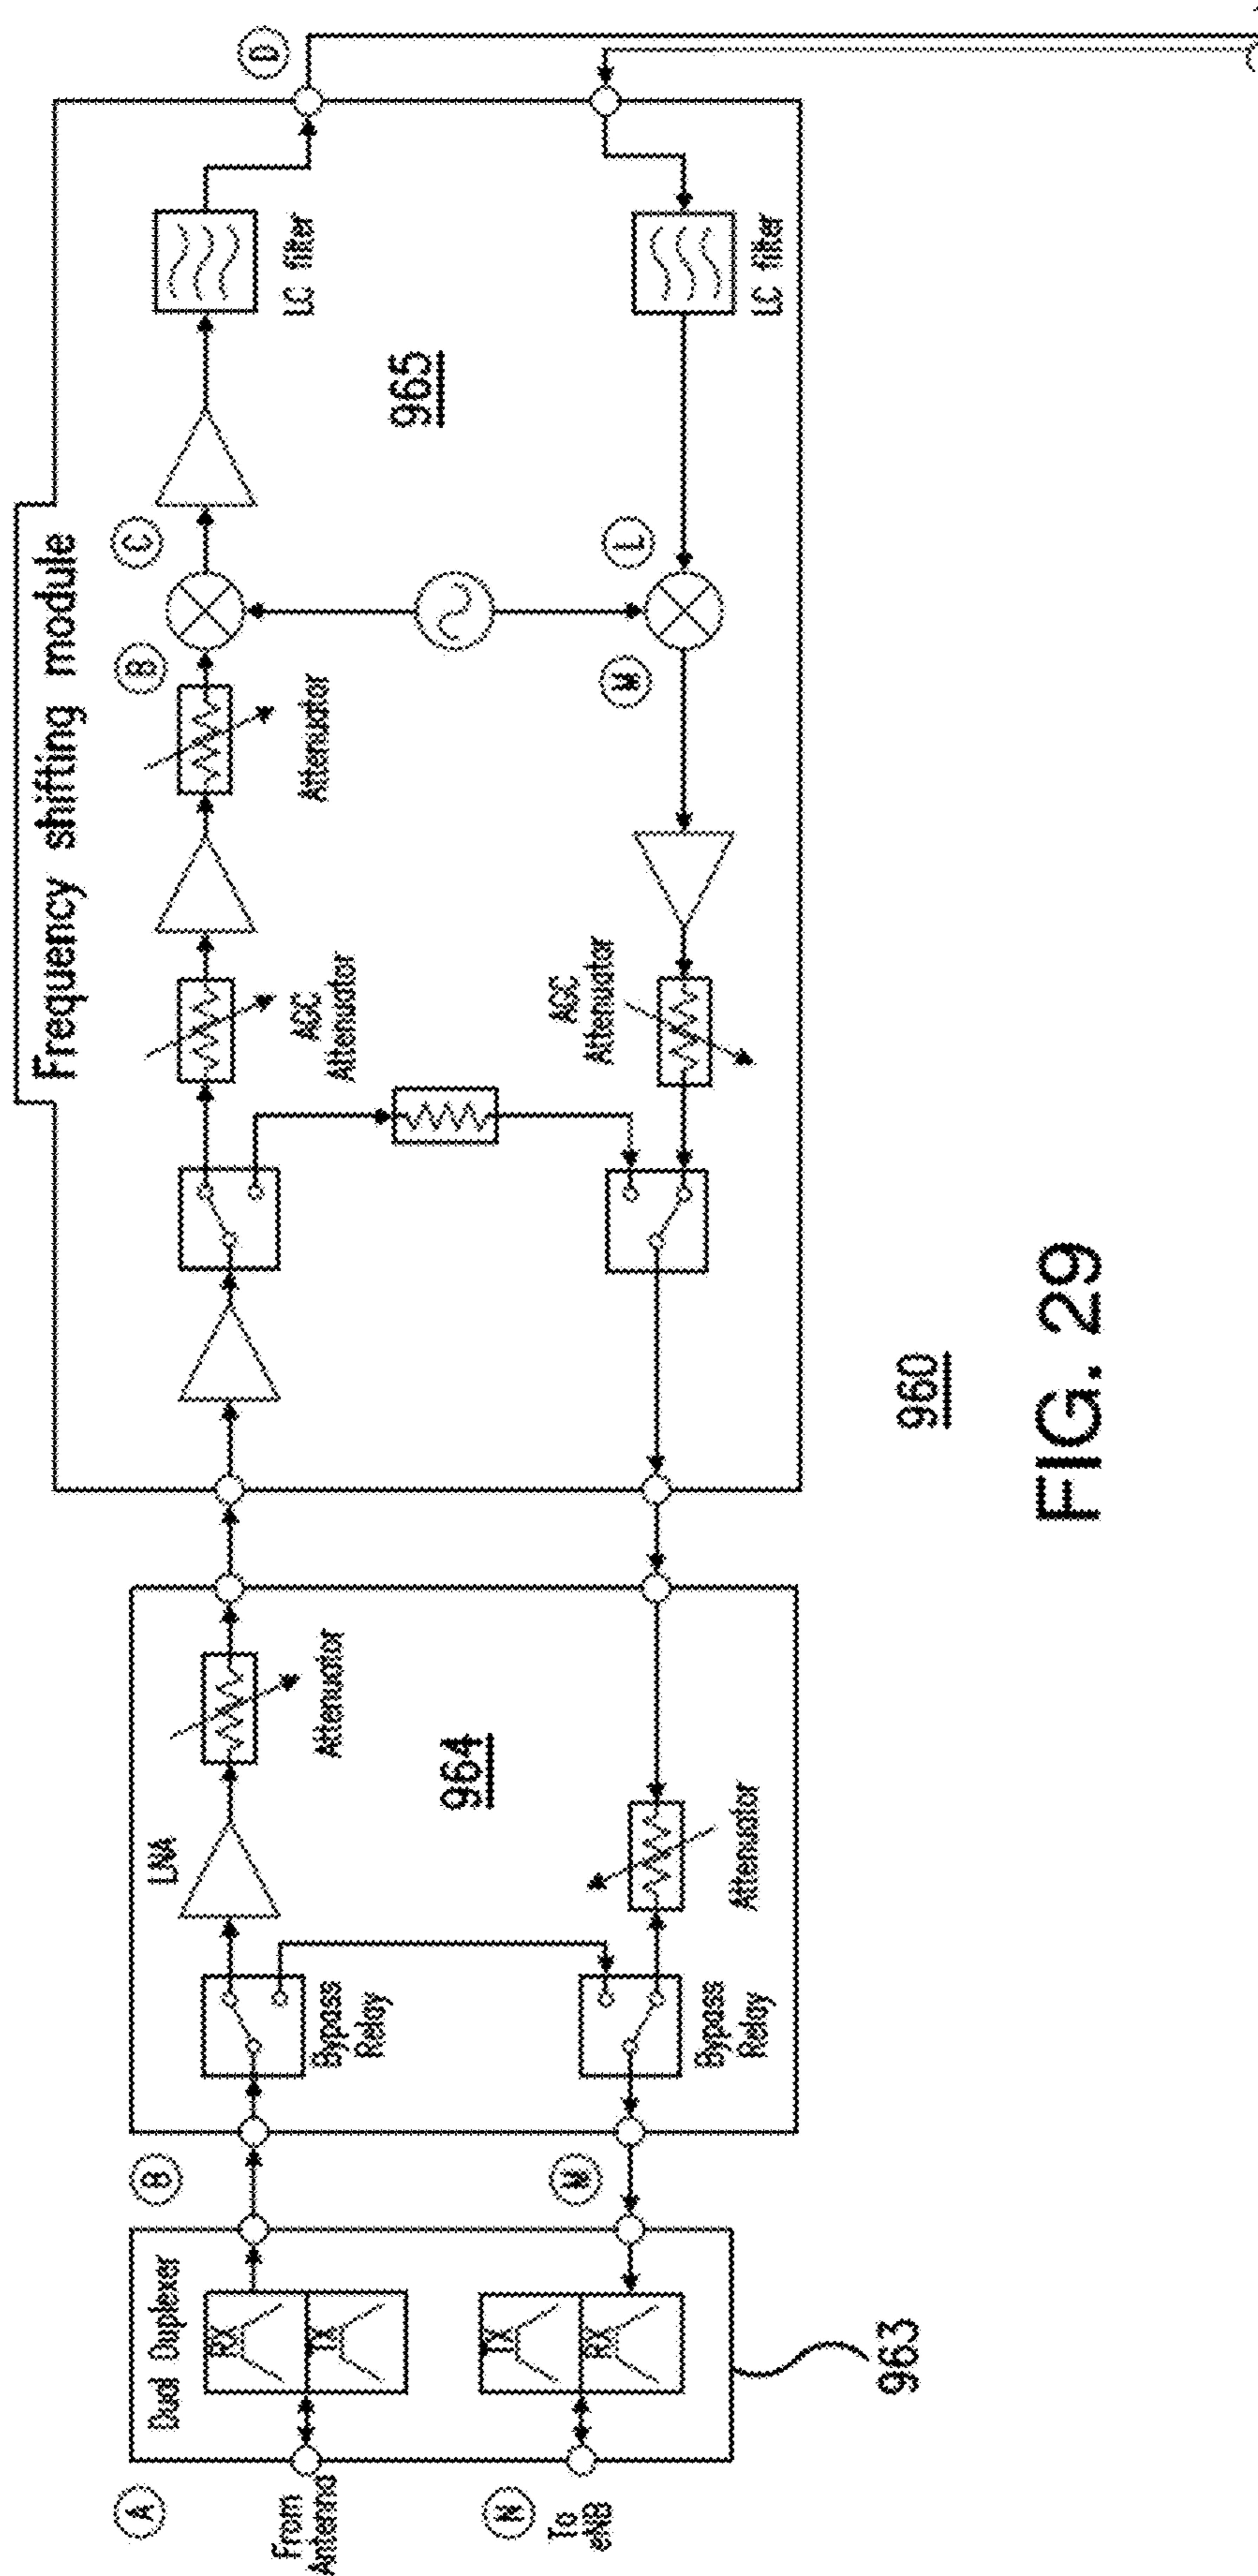 Frequency shifting module
A
From
Antenna
N
To
eNB
Dual Duplexer
RX
TX
TX
RX
963
B
M
Bypass
Relay
Bypass
Relay
LNA
Attenuator
Attenuator
964
AGC
Attenuator
AGC
Attenuator
Attenuator
B
C
M
L
965
LC filter
LC filter
D
960
FIG. 29